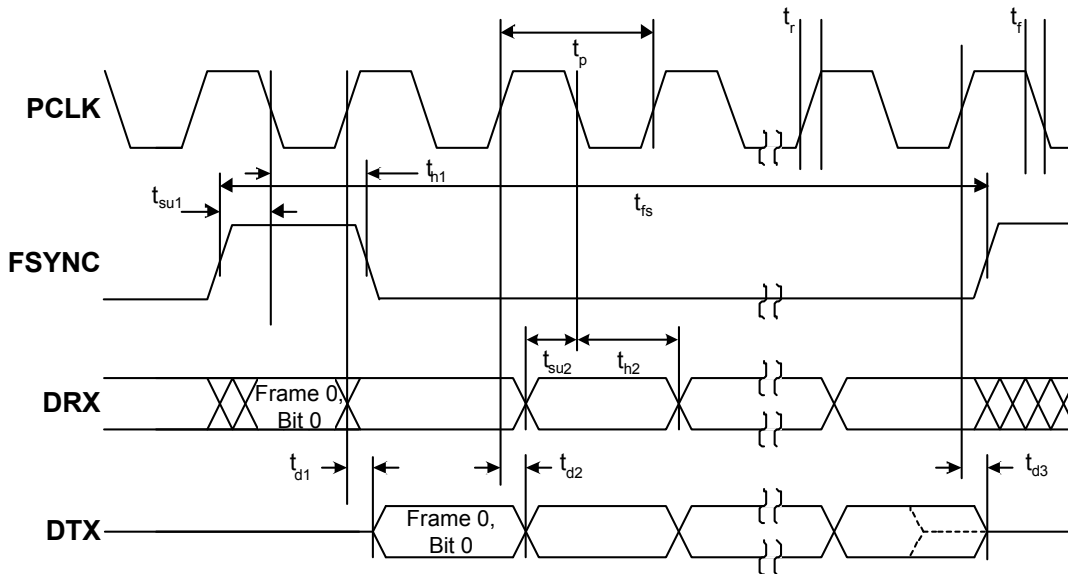 t_r
t_f
t_p
PCLK
t_h1
t_su1
t_fs
FSYNC
t_su2
t_h2
DRX
Frame 0,
Bit 0
t_d1
t_d2
t_d3
DTX
Frame 0,
Bit 0